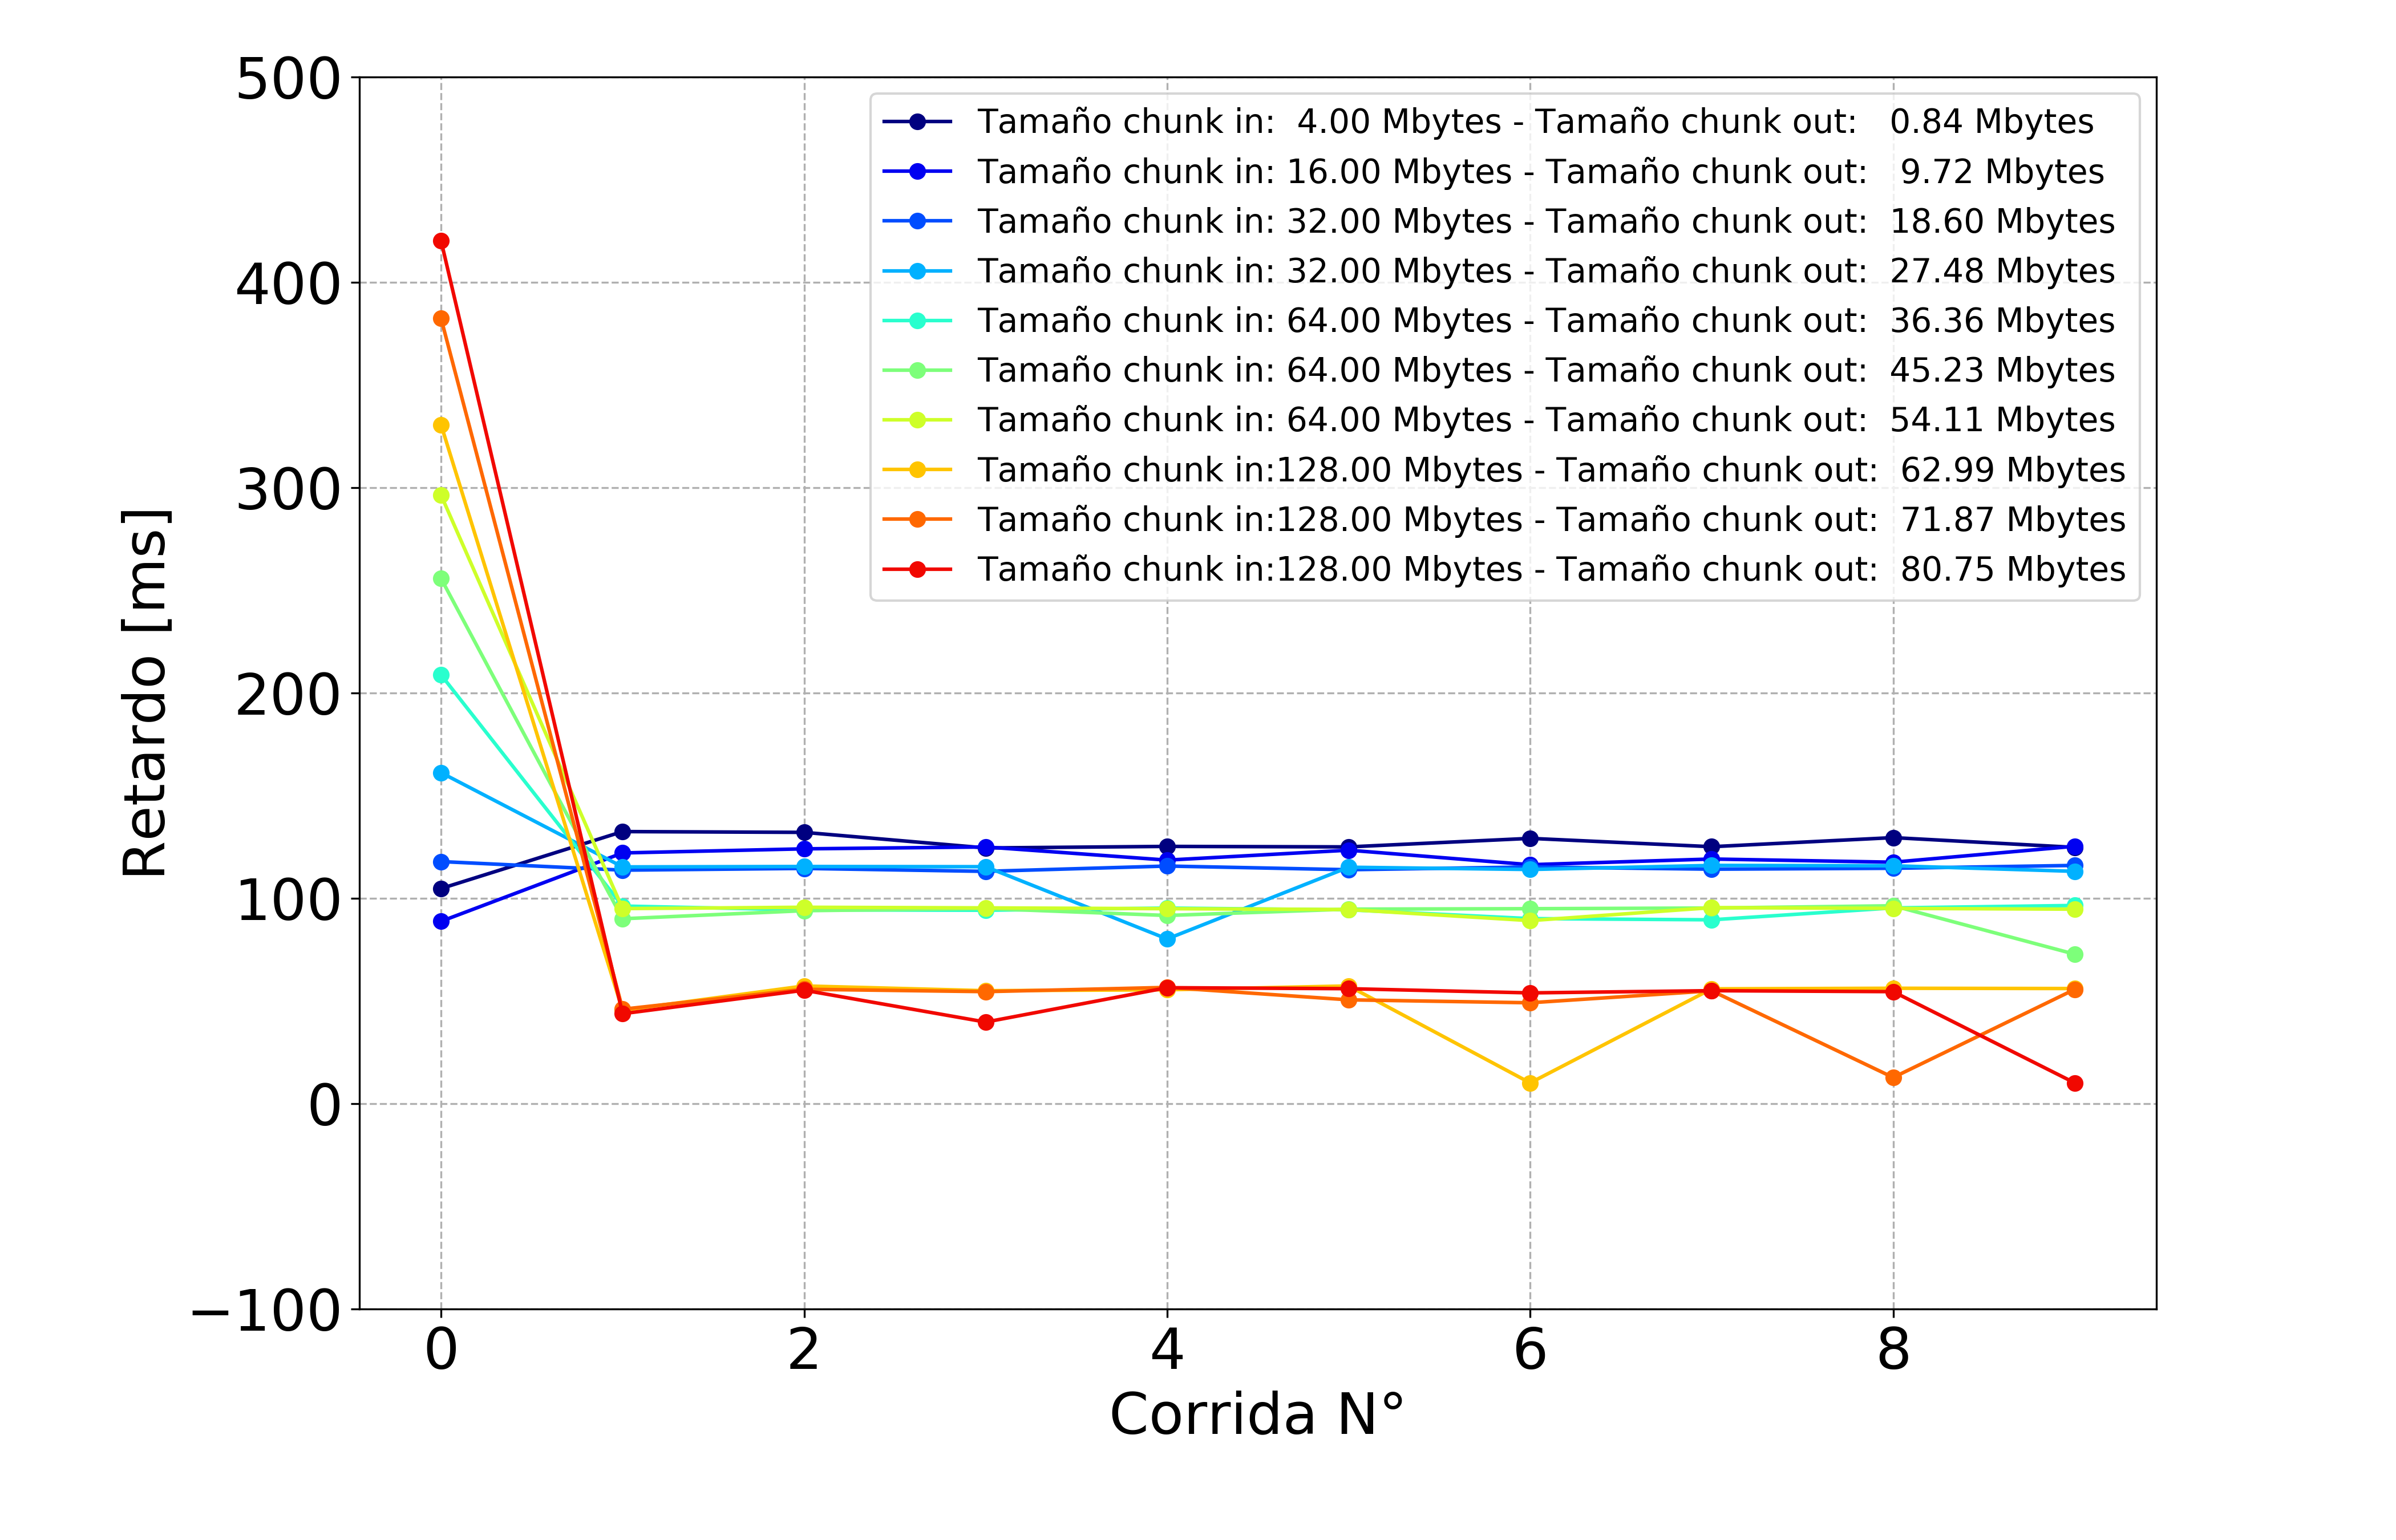 500
400
300
200
100
0
−100
Retardo [ms]
Tamaño chunk in:  4.00 Mbytes - Tamaño chunk out:   0.84 Mbytes
Tamaño chunk in: 16.00 Mbytes - Tamaño chunk out:   9.72 Mbytes
Tamaño chunk in: 32.00 Mbytes - Tamaño chunk out:  18.60 Mbytes
Tamaño chunk in: 32.00 Mbytes - Tamaño chunk out:  27.48 Mbytes
Tamaño chunk in: 64.00 Mbytes - Tamaño chunk out:  36.36 Mbytes
Tamaño chunk in: 64.00 Mbytes - Tamaño chunk out:  45.23 Mbytes
Tamaño chunk in: 64.00 Mbytes - Tamaño chunk out:  54.11 Mbytes
Tamaño chunk in:128.00 Mbytes - Tamaño chunk out:  62.99 Mbytes
Tamaño chunk in:128.00 Mbytes - Tamaño chunk out:  71.87 Mbytes
Tamaño chunk in:128.00 Mbytes - Tamaño chunk out:  80.75 Mbytes
0 2 4 6 8
Corrida N°